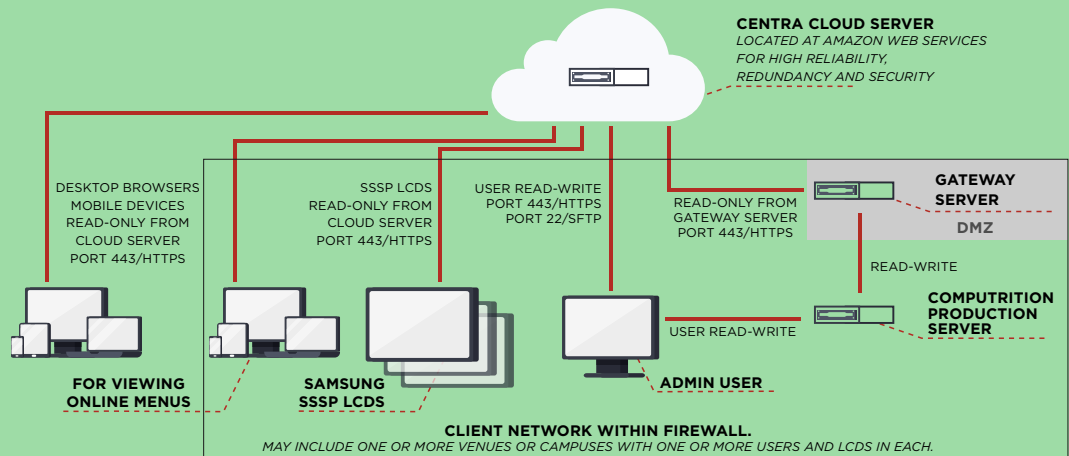 CENTRA CLOUD SERVER
LOCATED AT AMAZON WEB SERVICES
FOR HIGH RELIABILITY,
REDUNDANCY AND SECURITY
DESKTOP BROWSERS
MOBILE DEVICES
READ-ONLY FROM
CLOUD SERVER
PORT 443/HTTPS
SSSP LCDS
READ-ONLY FROM
CLOUD SERVER
PORT 443/HTTPS
USER READ-WRITE
PORT 443/HTTPS
PORT 22/SFTP
READ-ONLY FROM
GATEWAY SERVER
PORT 443/HTTPS
GATEWAY
SERVER
DMZ
READ-WRITE
COMPUTRITION
PRODUCTION
SERVER
USER READ-WRITE
FOR VIEWING
ONLINE MENUS
SAMSUNG
SSSP LCDS
ADMIN USER
CLIENT NETWORK WITHIN FIREWALL.
MAY INCLUDE ONE OR MORE VENUES OR CAMPUSES WITH ONE OR MORE USERS AND LCDS IN EACH.